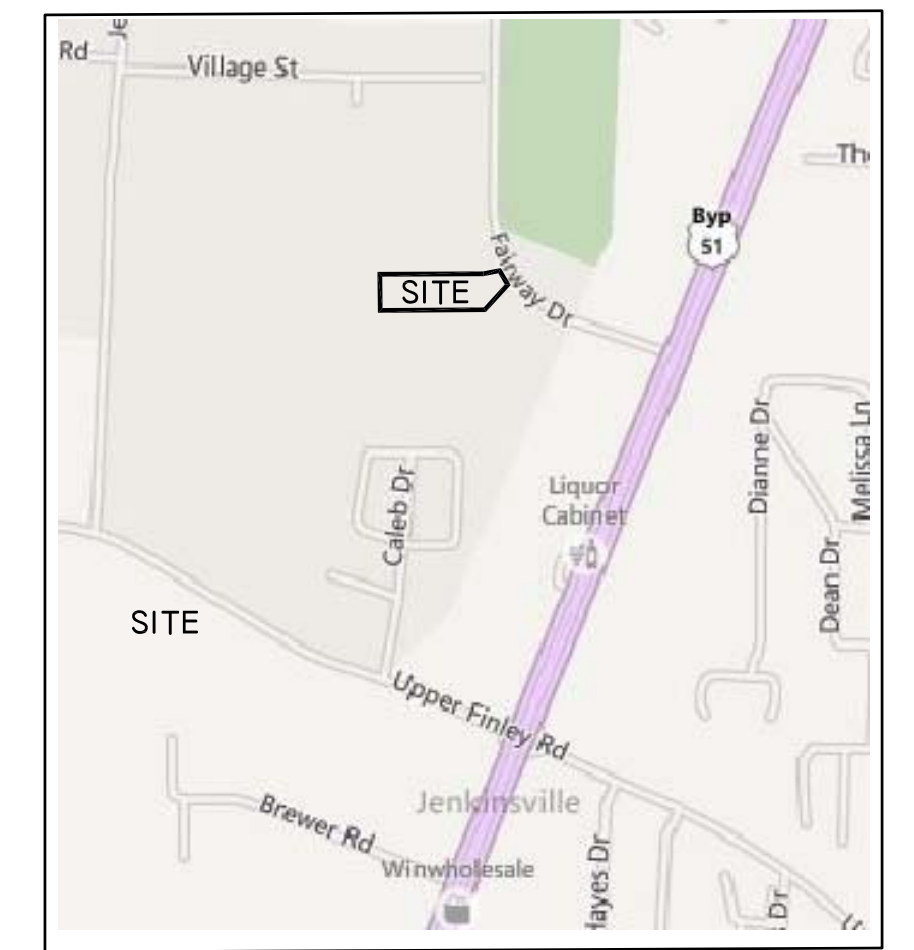 Rd
Je
Village St
Byp
51
Fairway Dr
SITE
Dianne Dr
Melissa Ln
Caleb Dr
Liquor
Cabinet
Dean Dr
SITE
Upper Finley Rd
Jenkinsville
Brewer Rd
Winwholesale
Hayes Dr
Dr